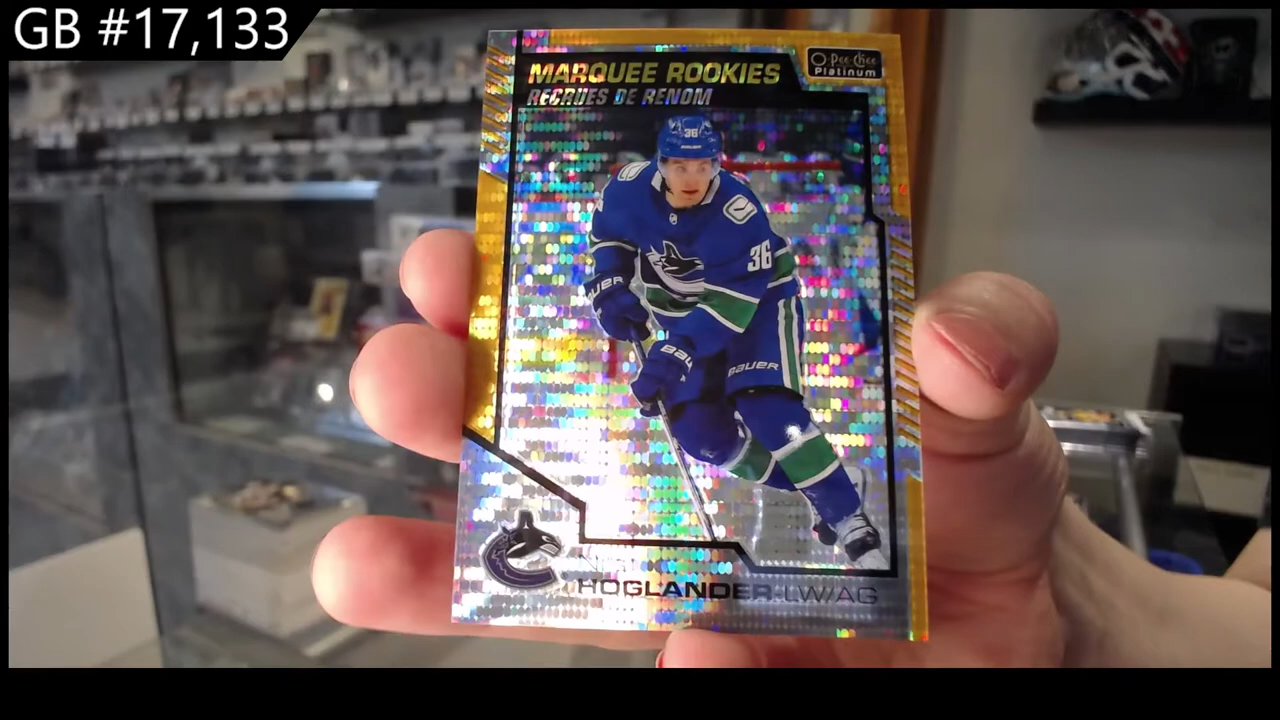 GB #17,133
O-Pee-Chee
Platinum
MARQUEE ROOKIES
RECRUES DE RENOM
36
36
BAUER
BAUER
HOGLANDER LW/AG